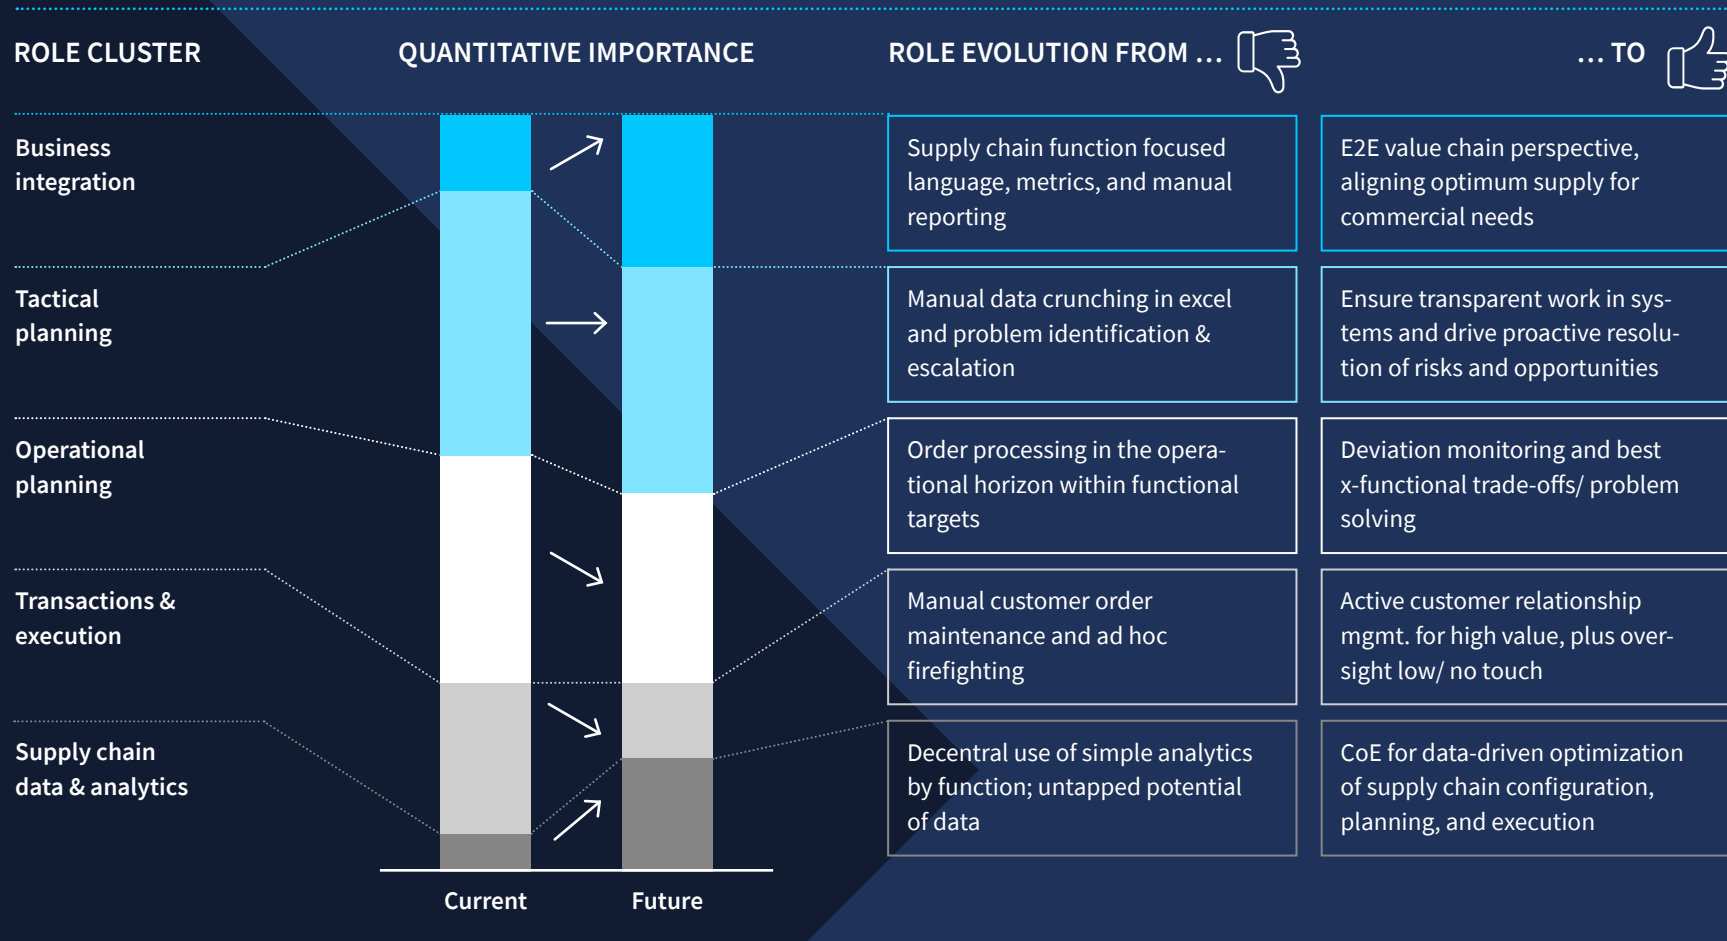 ROLE CLUSTER
QUANTITATIVE IMPORTANCE
ROLE EVOLUTION FROM ...
... TO
Business
integration
Supply chain function focused
language, metrics, and manual
reporting
E2E value chain perspective,
aligning optimum supply for
commercial needs
Tactical
planning
Manual data crunching in excel
and problem identification &
escalation
Ensure transparent work in sys-
tems and drive proactive resolu-
tion of risks and opportunities
Operational
planning
Order processing in the opera-
tional horizon within functional
targets
Deviation monitoring and best
x-functional trade-offs/ problem
solving
Transactions &
execution
Manual customer order
maintenance and ad hoc
firefighting
Active customer relationship
mgmt. for high value, plus over-
sight low/ no touch
Supply chain
data & analytics
Decentral use of simple analytics
by function; untapped potential
of data
CoE for data-driven optimization
of supply chain configuration,
planning, and execution
Current
Future